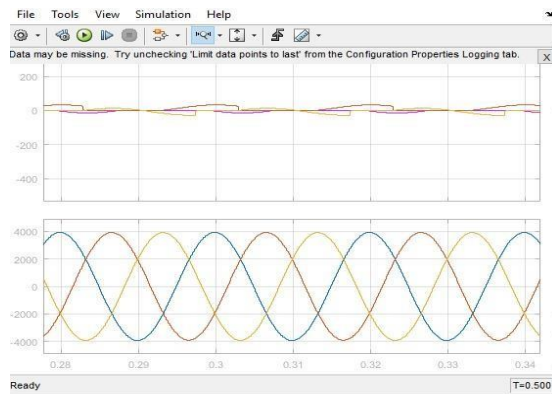 File Tools View Simulation Help
Data may be missing. Try unchecking 'Limit data points to last' from the Configuration Properties Logging tab. X
200
0
-200
-400
4000
2000
0
-2000
-4000
0.28 0.29 0.3 0.31 0.32 0.33 0.34
Ready T=0.500